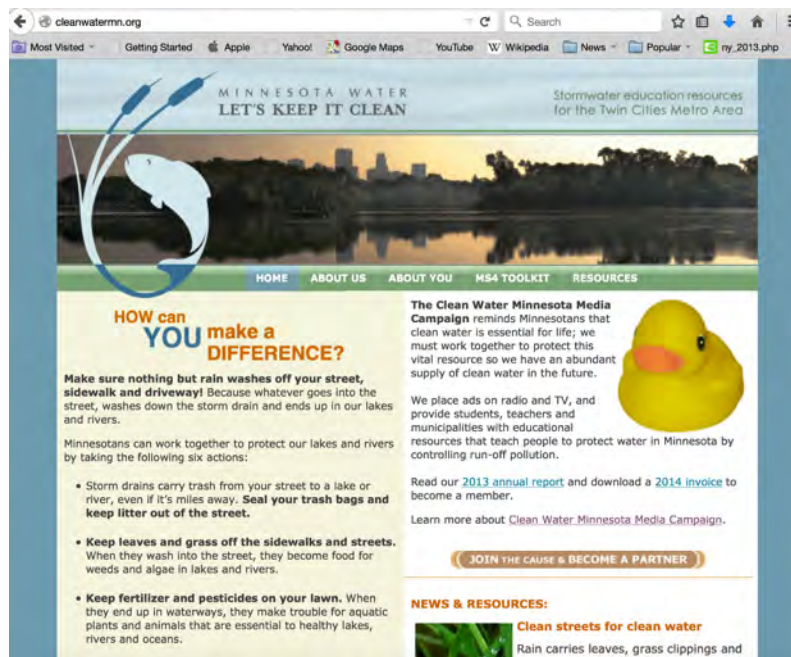 cleanwatermn.org
Search
Most Visited
Getting Started
Apple
Yahoo!
Google Maps
YouTube
W Wikipedia
News
Popular
ny_2013.php
MINNESOTA WATER
LET'S KEEP IT CLEAN
Stormwater education resources
for the Twin Cities Metro Area
HOME
ABOUT US
ABOUT YOU
MS4 TOOLKIT
RESOURCES
HOW can
YOU make a
DIFFERENCE?
Make sure nothing but rain washes off your street,
sidewalk and driveway! Because whatever goes into the
street, washes down the storm drain and ends up in our lakes
and rivers.
Minnesotans can work together to protect our lakes and rivers
by taking the following six actions:
• Storm drains carry trash from your street to a lake or
river, even if it's miles away. Seal your trash bags and
keep litter out of the street.
• Keep leaves and grass off the sidewalks and streets.
When they wash into the street, they become food for
weeds and algae in lakes and rivers.
• Keep fertilizer and pesticides on your lawn. When
they end up in waterways, they make trouble for aquatic
plants and animals that are essential to healthy lakes,
rivers and oceans.
The Clean Water Minnesota Media
Campaign reminds Minnesotans that
clean water is essential for life; we
must work together to protect this
vital resource so we have an abundant
supply of clean water in the future.
We place ads on radio and TV, and
provide students, teachers and
municipalities with educational
resources that teach people to protect water in Minnesota by
controlling run-off pollution.
Read our 2013 annual report and download a 2014 invoice to
become a member.
Learn more about Clean Water Minnesota Media Campaign.
JOIN THE CAUSE & BECOME A PARTNER
NEWS & RESOURCES:
Clean streets for clean water
Rain carries leaves, grass clippings and